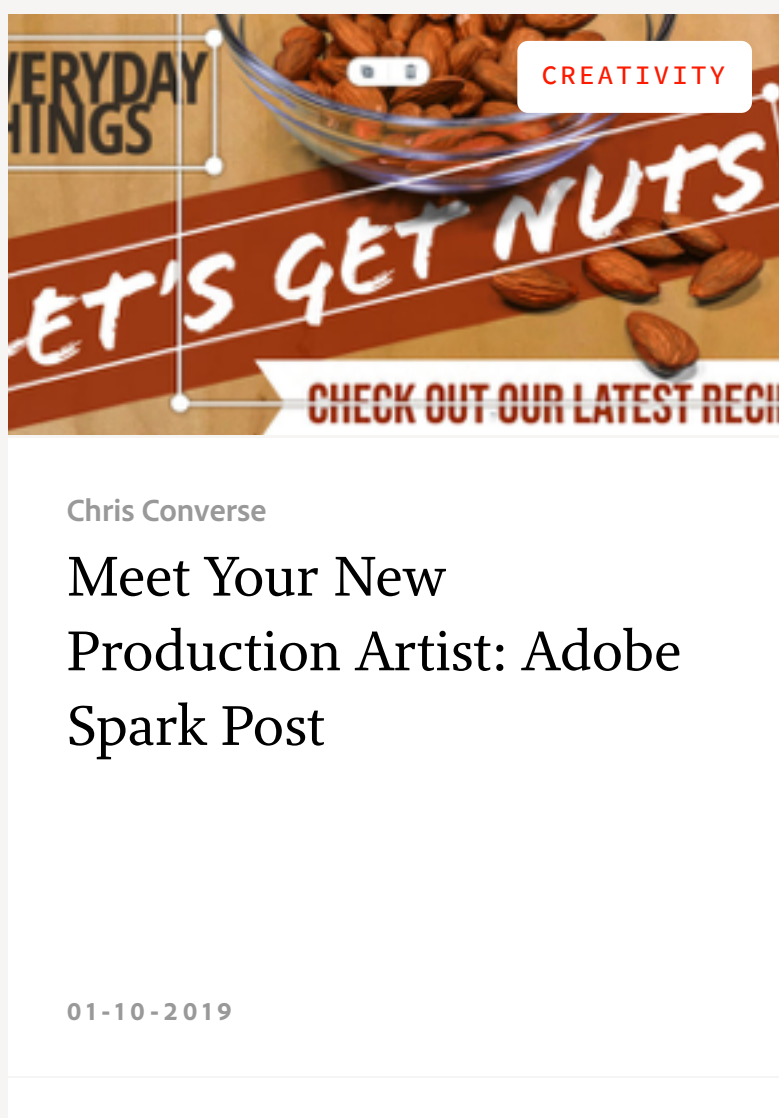 VERYDAY
HINGS
CREATIVITY
ET'S GET NUTS
CHECK OUT OUR LATEST RECI
Chris Converse
Meet Your New
Production Artist: Adobe
Spark Post
01-10-2019